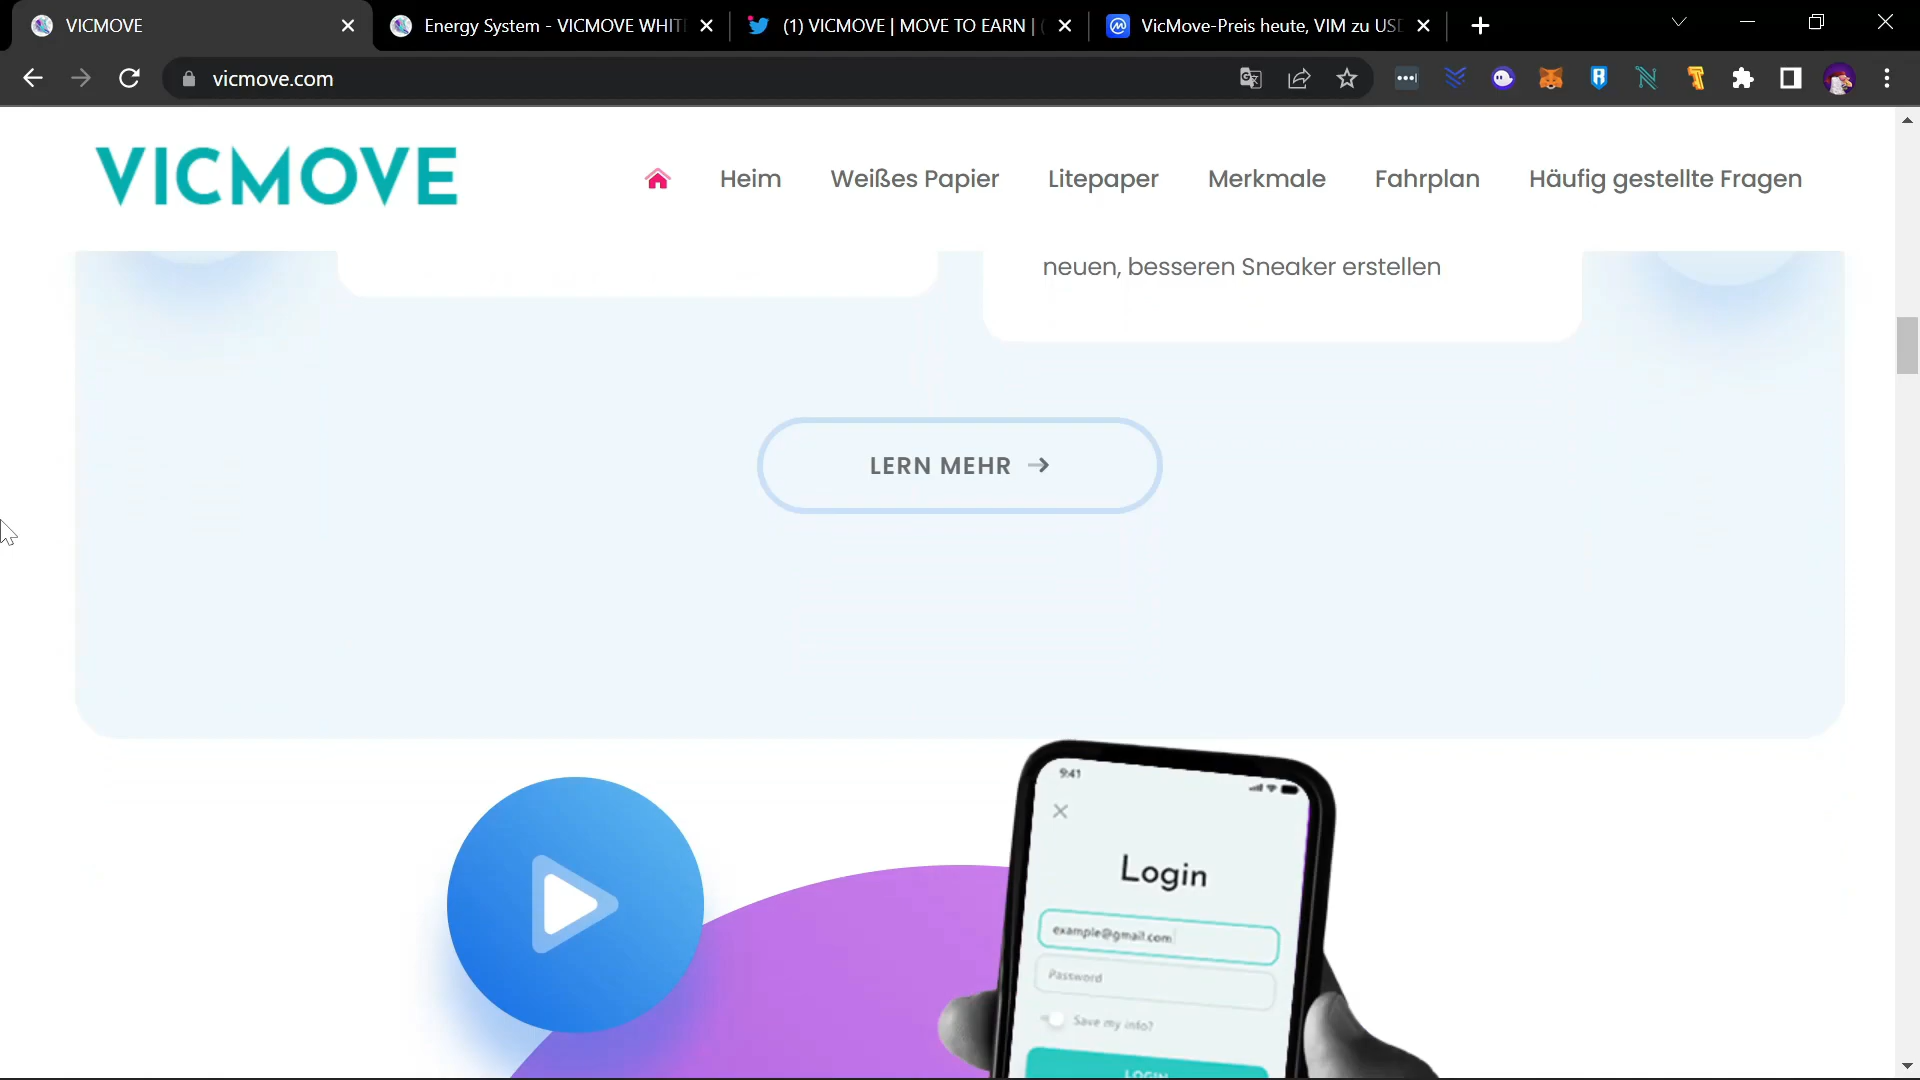 VICMOVE
Energy System - VICMOVE WHIT
(1) VICMOVE | MOVE TO EARN | (
VicMove-Preis heute, VIM zu USD
vicmove.com
VICMOVE
Heim
Weißes Papier
Litepaper
Merkmale
Fahrplan
Häufig gestellte Fragen
neuen, besseren Sneaker erstellen
LERN MEHR →
9:41
Login
example@gmail.com
Password
Save my info?
LOGIN